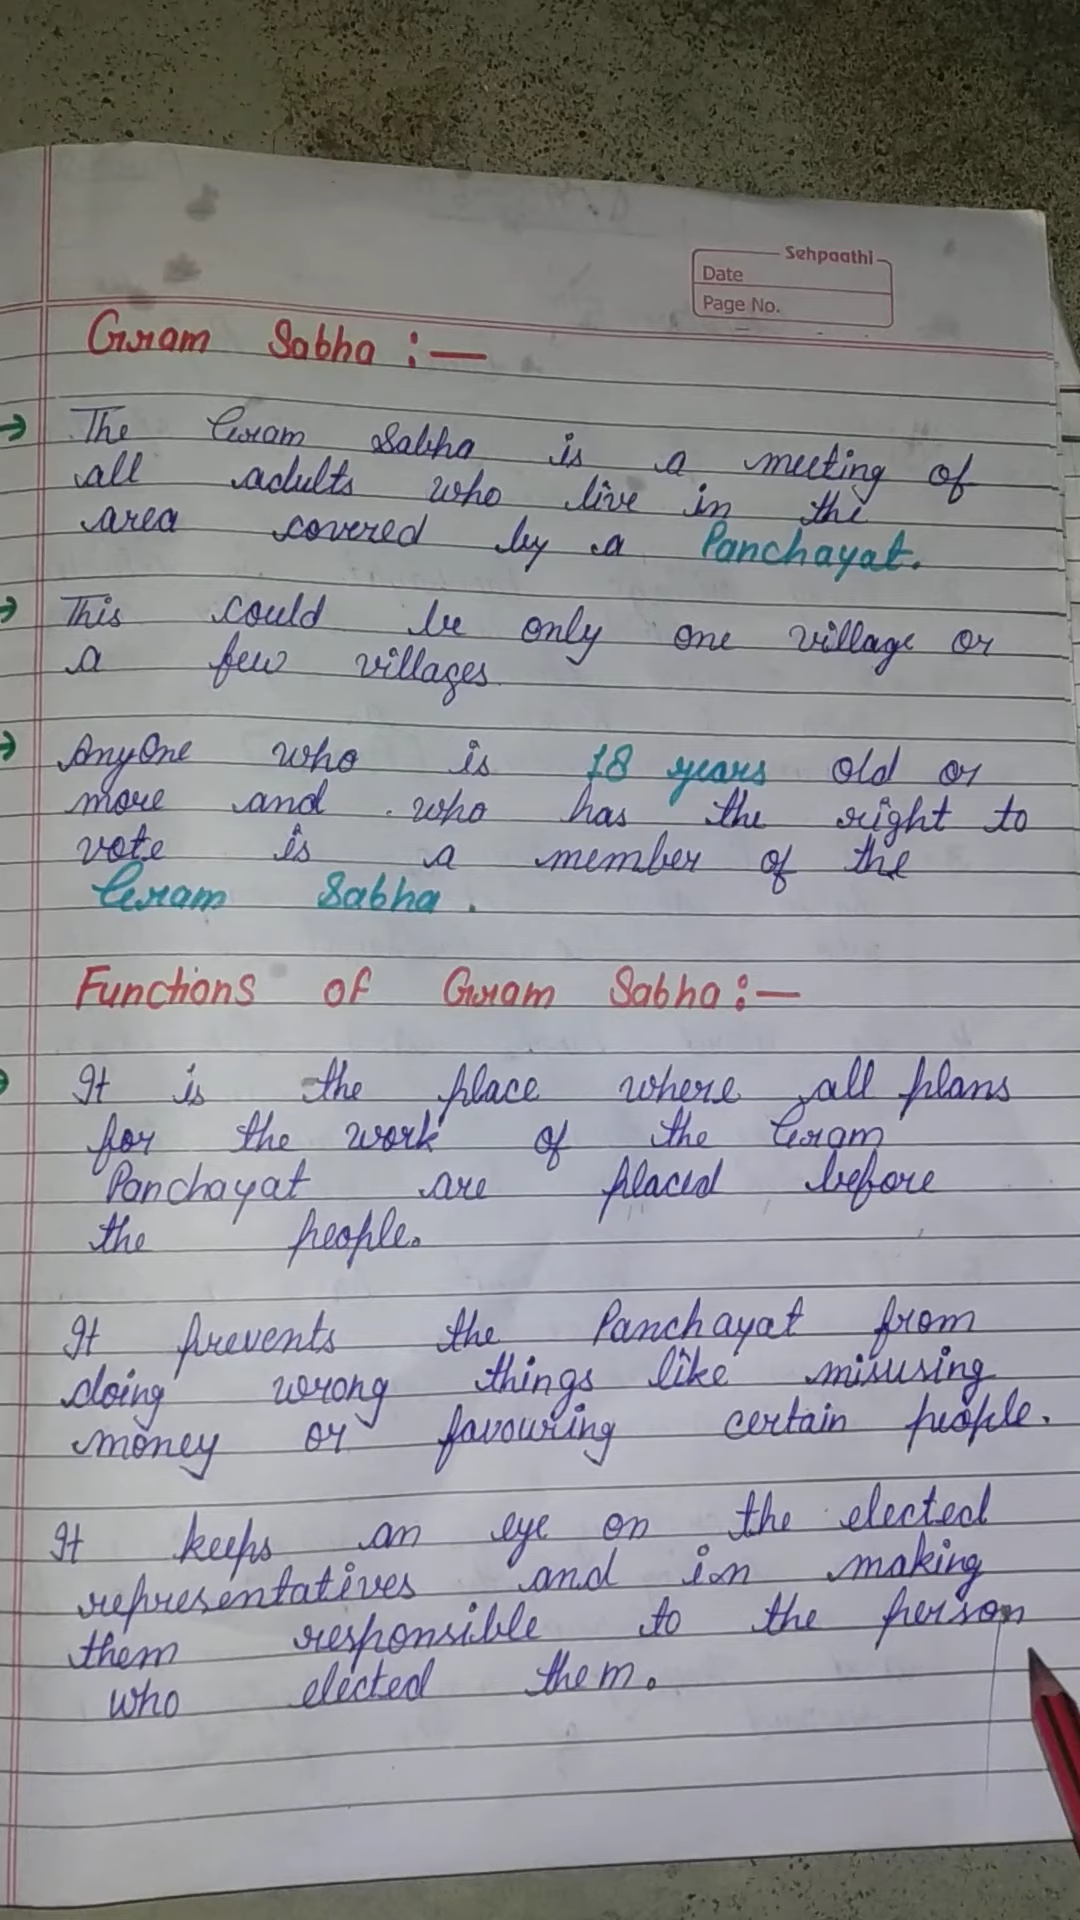 Sehpaathi
Date
Page No.
Gram Sabha :—
→ The Gram Sabha is a meeting of
all adults who live in the
area covered by a Panchayat.
→ This could be only one village or
a few villages
→ AnyOne who is 18 years old or
more and who has the right to
vote is a member of the
Gram Sabha.
Functions of Gram Sabha :—
It is the place where all plans
for the work of the Gram
Panchayat are placed before
the people.
It prevents the Panchayat from
doing wrong things like misusing
money or favouring certain people.
It keeps an eye on the elected
representatives and in making
them responsible to the person
who elected them.